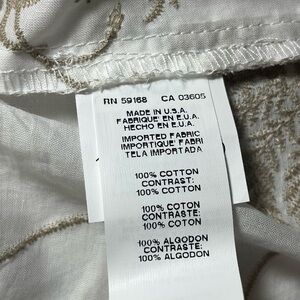 RN 59168 CA 03605
MADE IN U.S.A.
FABRIQUÉ EN E.U.A.
HECHO EN E.U.A.
IMPORTED FABRIC
IMPORTIQUE FABRI
TELA IMPORTADA
100% COTTON
CONTRAST:
100% COTTON
100% COTON
CONTRASTE:
100% COTON
100% ALGODON
CONTRASTE:
100% ALGODON